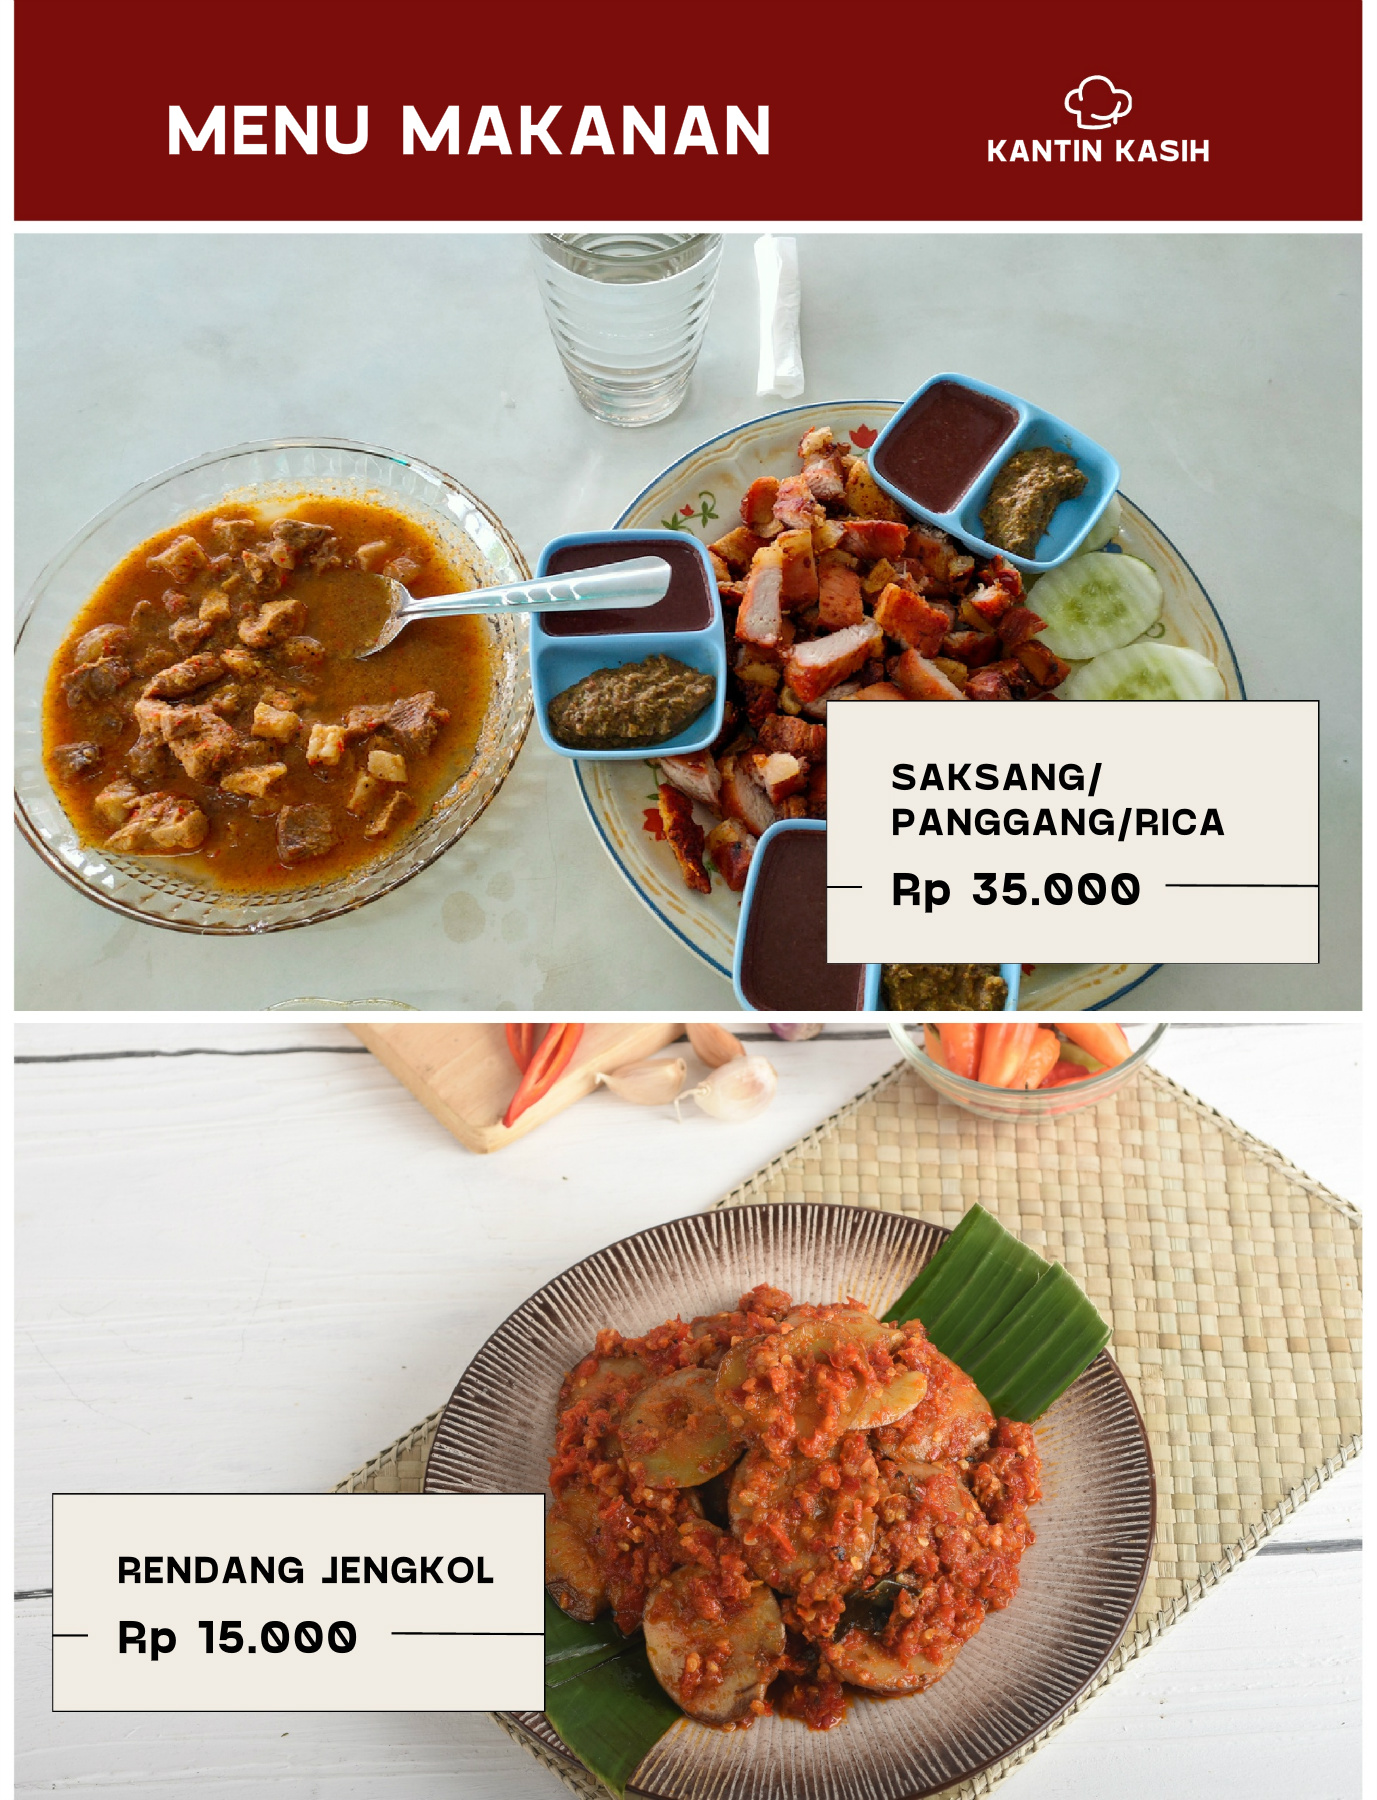 MENU MAKANAN
KANTIN KASIH
SAKSANG/
PANGGANG/RICA
Rp 35.000
RENDANG JENGKOL
Rp 15.000